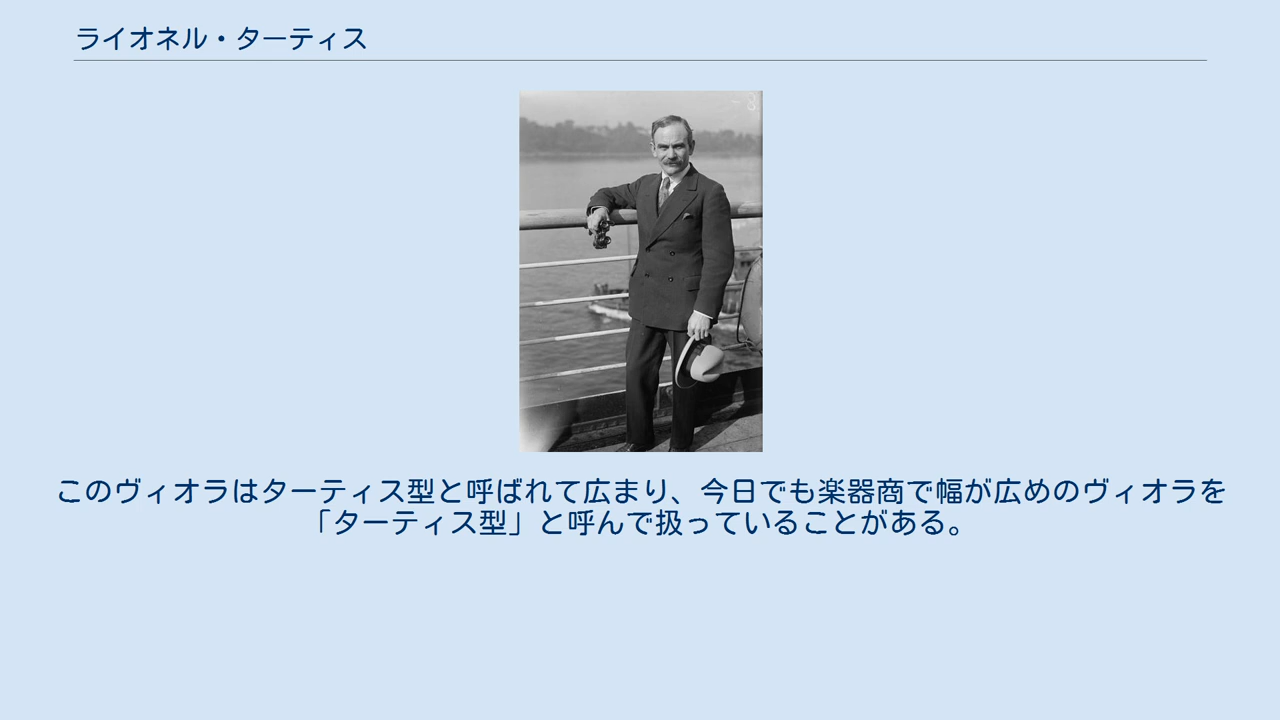 ライオネル・ターティス
このヴィオラはターティス型と呼ばれて広まり、今日でも楽器商で幅が広めのヴィオラを
「ターティス型」と呼んで扱っていることがある。